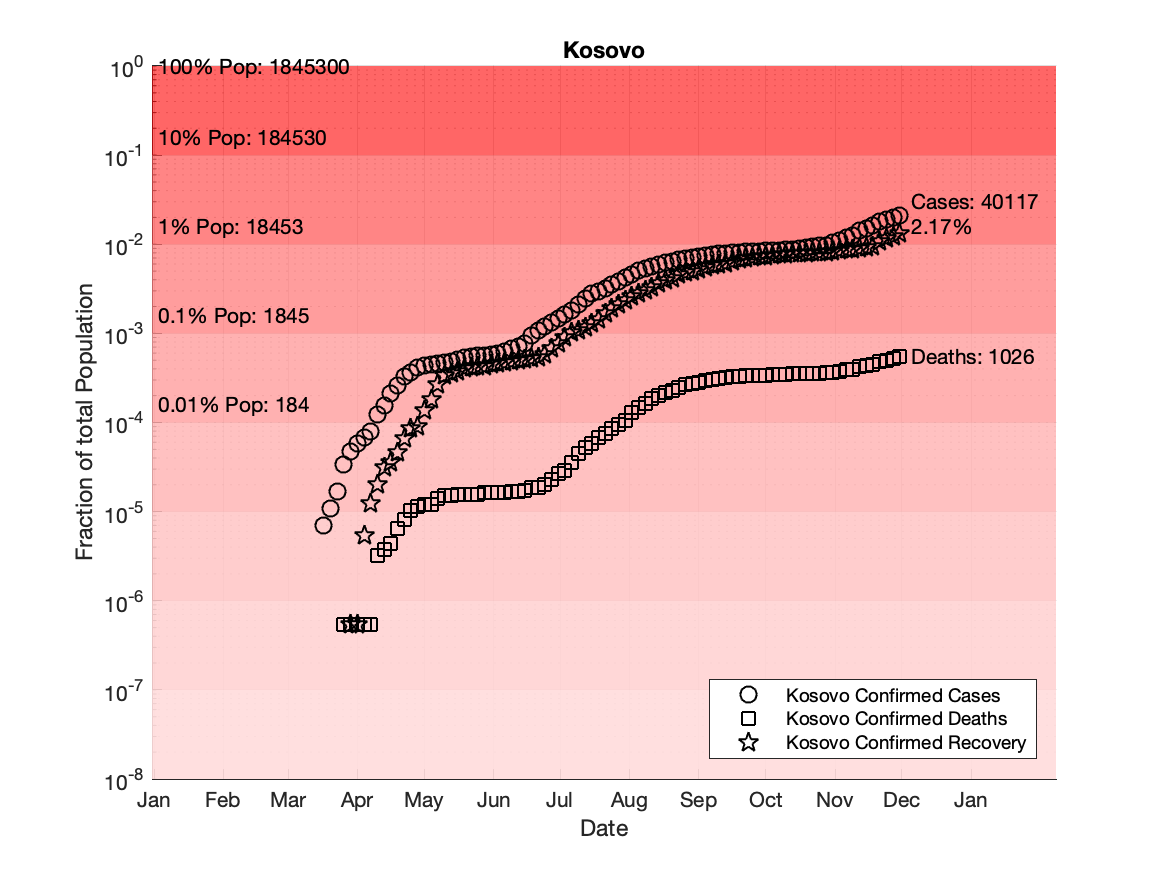 Kosovo
10^0
100% Pop: 1845300
10% Pop: 184530
10^-1
1% Pop: 18453
10^-2
0.1% Pop: 1845
10^-3
0.01% Pop: 184
10^-4
10^-5
10^-6
10^-7
10^-8
Fraction of total Population
Cases: 40117
2.17%
Deaths: 1026
Kosovo Confirmed Cases
Kosovo Confirmed Deaths
Kosovo Confirmed Recovery
Jan Feb Mar Apr May Jun Jul Aug Sep Oct Nov Dec Jan
Date